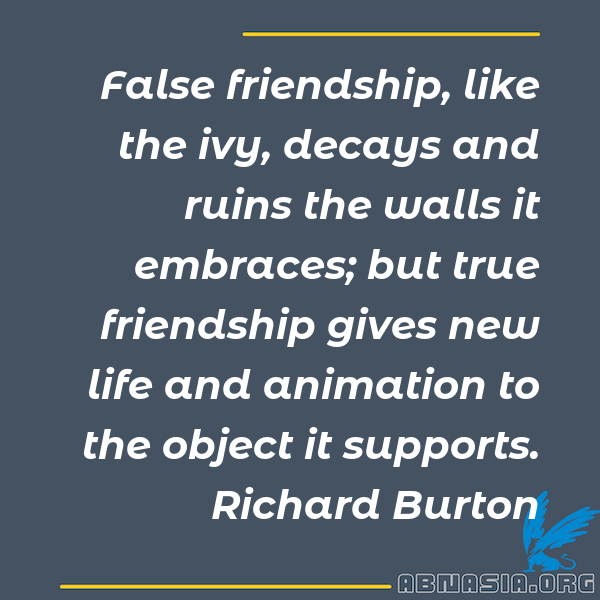 False friendship, like
the ivy, decays and
ruins the walls it
embraces; but true
friendship gives new
life and animation to
the object it supports.
Richard Burton
ABNASIA.ORG